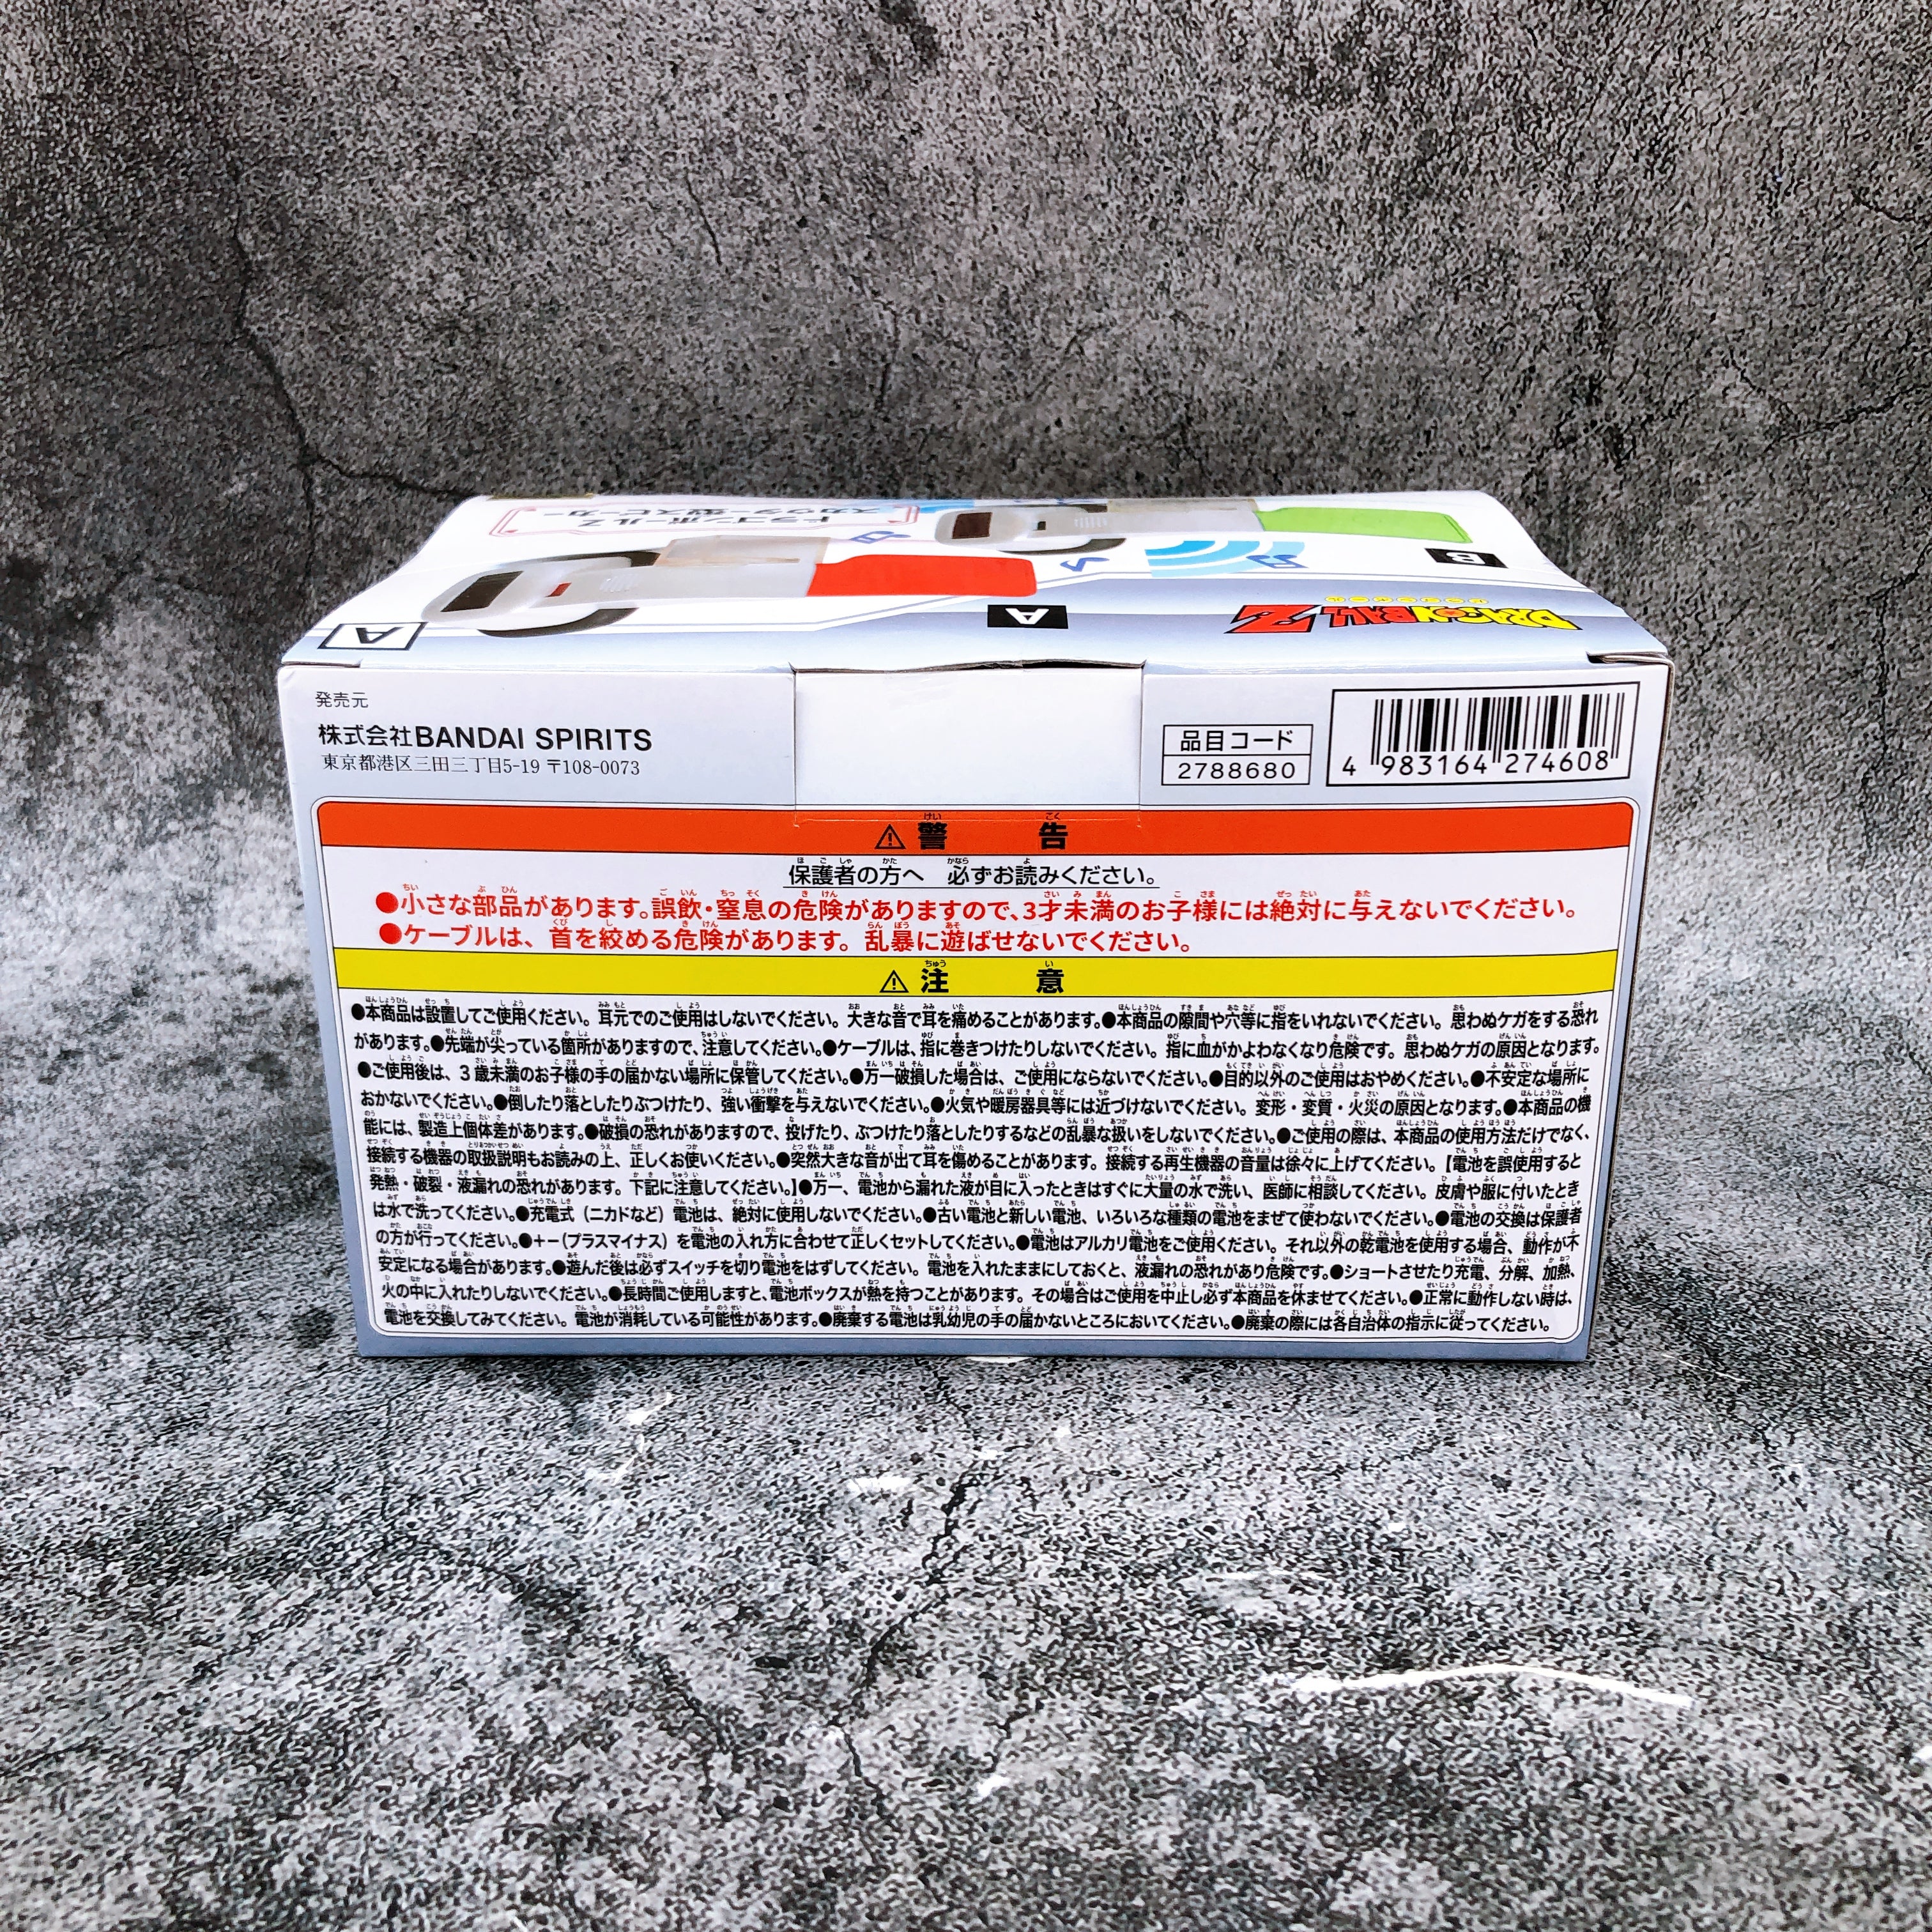 ドラゴンボールZ
スカウター型スピーカー
B
A
A
DRAGON BALL Z
発売元
株式会社BANDAI SPIRITS
東京都港区三田三丁目5-19 〒108-0073
品目コード
2788680
4 983164 274608
⚠警告
保護者の方へ 必ずお読みください。
●小さな部品があります。誤飲・窒息の危険がありますので、3才未満のお子様には絶対に与えないでください。
●ケーブルは、首を絞める危険があります。乱暴に遊ばせないでください。
⚠注意
●本商品は設置してご使用ください。耳元でのご使用はしないでください。大きな音で耳を痛めることがあります。●本商品の隙間や穴等に指をいれないでください。思わぬケガをする恐れ
があります。●先端が尖っている箇所がありますので、注意してください。●ケーブルは、指に巻きつけたりしないでください。指に血がかよわなくなり危険です。思わぬケガの原因となります。
●ご使用後は、3歳未満のお子様の手の届かない場所に保管してください。●万一破損した場合は、ご使用にならないでください。●目的以外のご使用はおやめください。●不安定な場所に
おかないでください。●倒したり落としたりぶつけたり、強い衝撃を与えないでください。●火気や暖房器具等には近づけないでください。変形・変質・火災の原因となります。●本商品の機
能には、製造上個体差があります。●破損の恐れがありますので、投げたり、ぶつけたり落としたりするなどの乱暴な扱いをしないでください。●ご使用の際は、本商品の使用方法だけでなく、
接続する機器の取扱説明もお読みの上、正しくお使いください。●突然大きな音が出て耳を傷めることがあります。接続する再生機器の音量は徐々に上げてください。【電池を誤使用すると
発熱・破裂・液漏れの恐れがあります。下記に注意してください。】●万一、電池から漏れた液が目に入ったときはすぐに大量の水で洗い、医師に相談してください。皮膚や服に付いたとき
は水で洗ってください。●充電式（ニカドなど）電池は、絶対に使用しないでください。●古い電池と新しい電池、いろいろな種類の電池をまぜて使わないでください。●電池の交換は保護者
の方が行ってください。●＋－（プラスマイナス）を電池の入れ方に合わせて正しくセットしてください。●電池はアルカリ電池をご使用ください。それ以外の乾電池を使用する場合、動作が不
安定になる場合があります。●遊んだ後は必ずスイッチを切り電池をはずしてください。電池を入れたままにしておくと、液漏れの恐れがあり危険です。●ショートさせたり充電、分解、加熱、
火の中に入れたりしないでください。●長時間ご使用しますと、電池ボックスが熱を持つことがあります。その場合はご使用を中止し必ず本商品を休ませてください。●正常に動作しない時は、
電池を交換してみてください。電池が消耗している可能性があります。●廃棄する電池は乳幼児の手の届かないところにおいてください。●廃棄の際には各自治体の指示に従ってください。